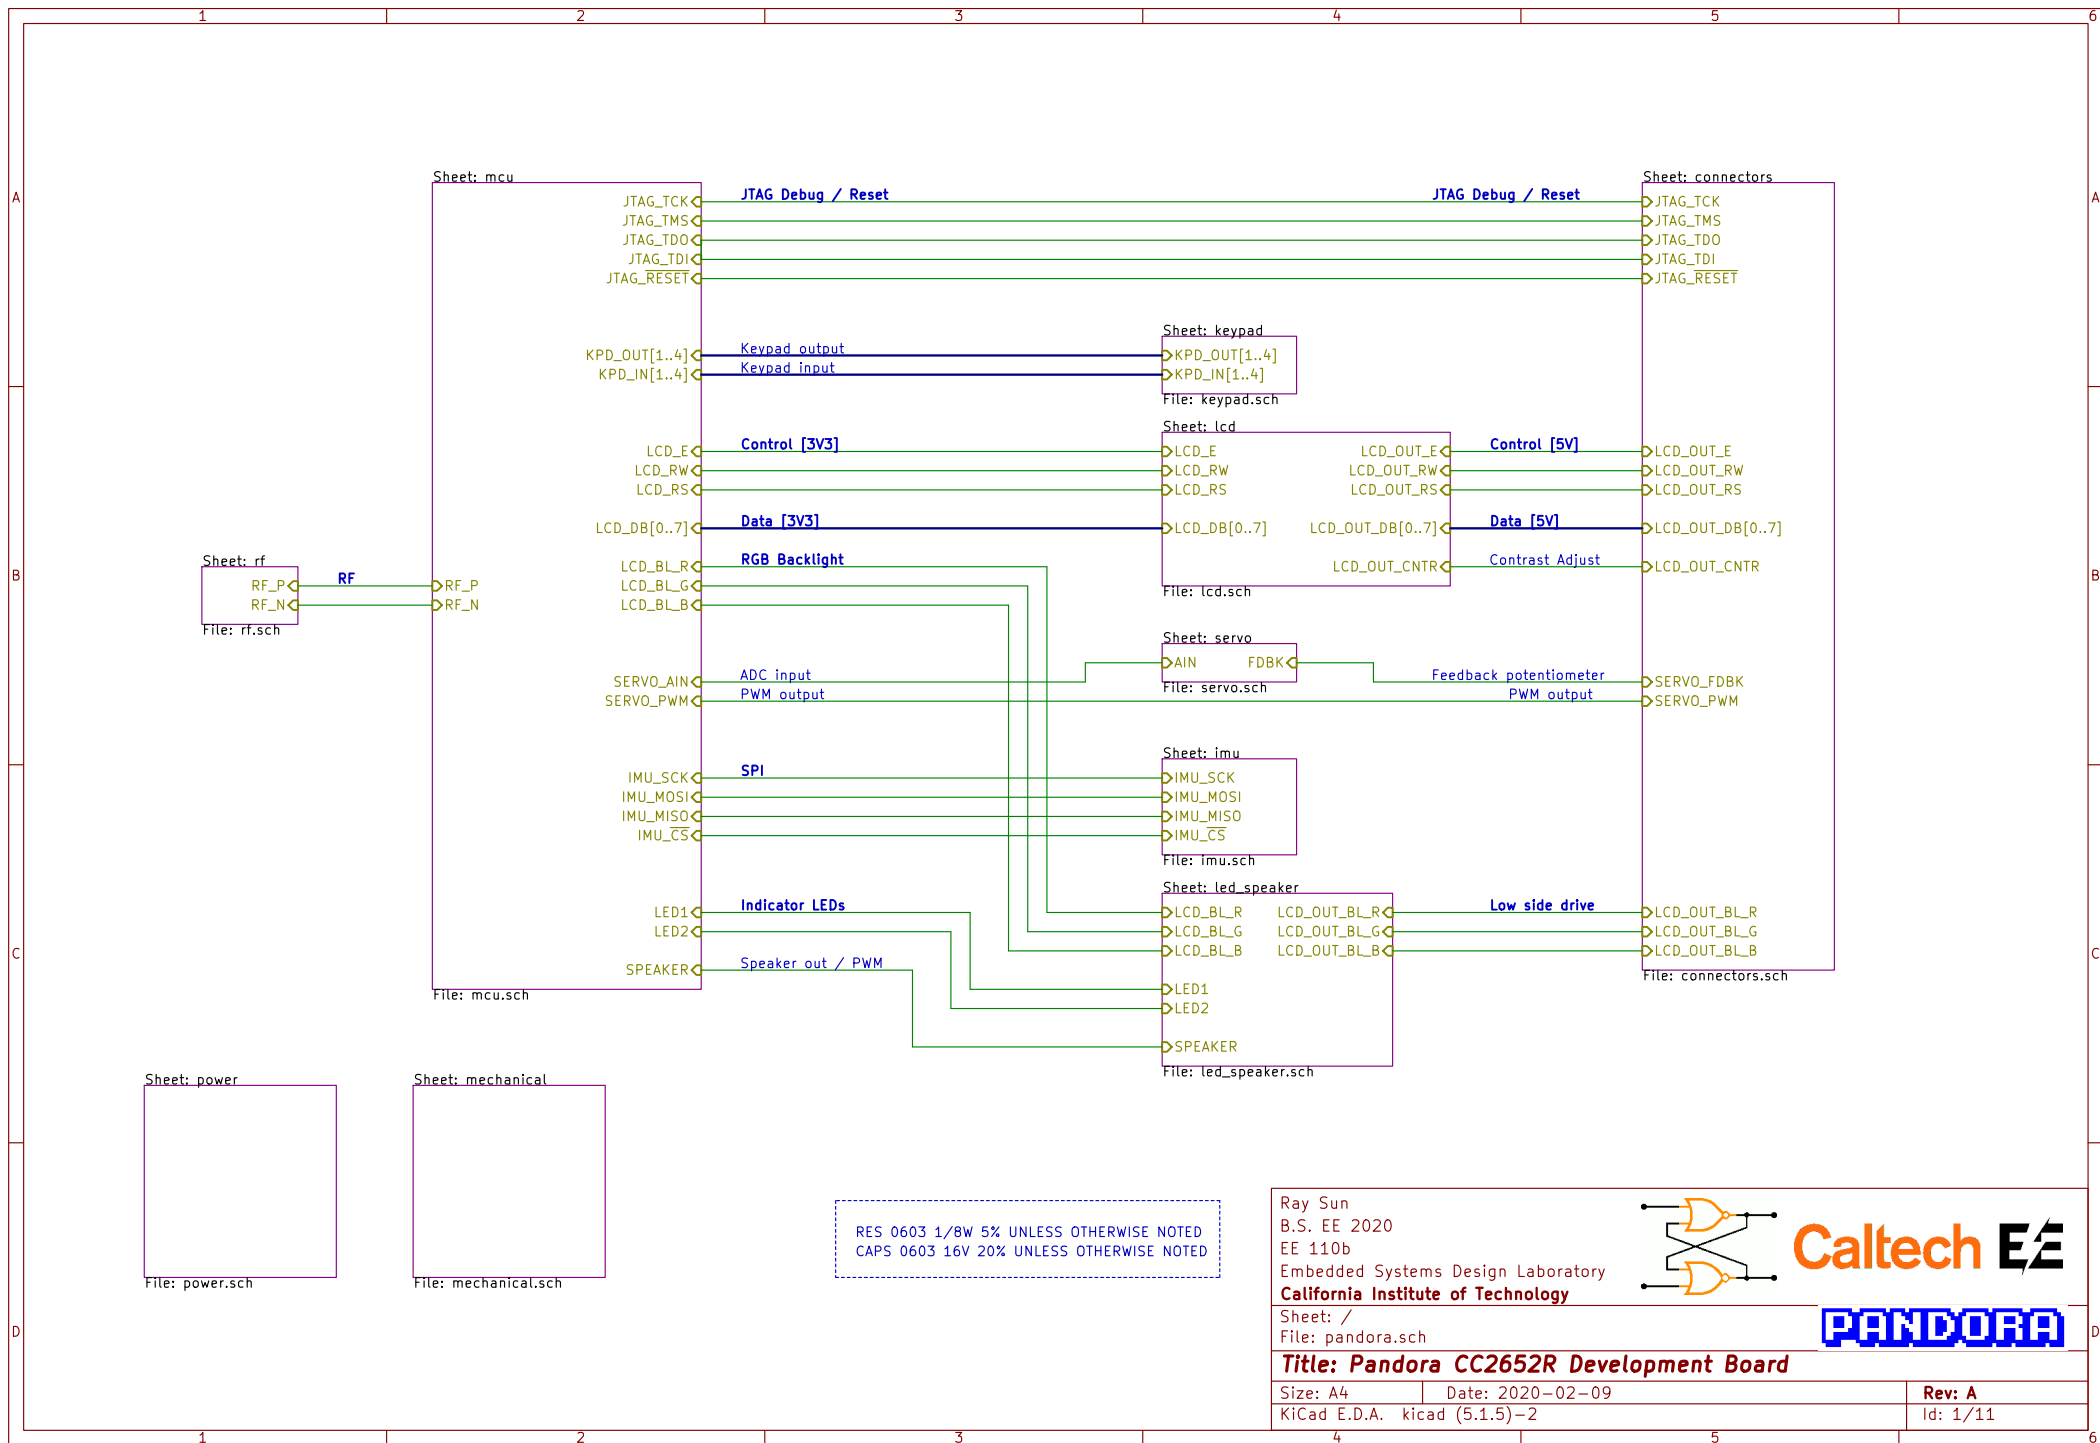 1 2 3 4 5 6
A A
B B
C C
D D
Sheet: mcu
JTAG_TCK
JTAG_TMS
JTAG_TDO
JTAG_TDI
JTAG_RESET
KPD_OUT[1..4]
KPD_IN[1..4]
LCD_E
LCD_RW
LCD_RS
LCD_DB[0..7]
LCD_BL_R
LCD_BL_G
LCD_BL_B
RF_P
RF_N
SERVO_AIN
SERVO_PWM
IMU_SCK
IMU_MOSI
IMU_MISO
IMU_CS
LED1
LED2
SPEAKER
File: mcu.sch
Sheet: rf
RF_P
RF_N
File: rf.sch
RF
JTAG Debug / Reset
JTAG Debug / Reset
Keypad output
Keypad input
Control [3V3]
Data [3V3]
RGB Backlight
ADC input
PWM output
SPI
Indicator LEDs
Speaker out / PWM
Sheet: keypad
KPD_OUT[1..4]
KPD_IN[1..4]
File: keypad.sch
Sheet: lcd
LCD_E LCD_OUT_E
LCD_RW LCD_OUT_RW
LCD_RS LCD_OUT_RS
LCD_DB[0..7] LCD_OUT_DB[0..7]
LCD_OUT_CNTR
File: lcd.sch
Sheet: servo
AIN FDBK
File: servo.sch
Sheet: imu
IMU_SCK
IMU_MOSI
IMU_MISO
IMU_CS
File: imu.sch
Sheet: led_speaker
LCD_BL_R LCD_OUT_BL_R
LCD_BL_G LCD_OUT_BL_G
LCD_BL_B LCD_OUT_BL_B
LED1
LED2
SPEAKER
File: led_speaker.sch
Control [5V]
Data [5V]
Contrast Adjust
Feedback potentiometer
PWM output
Low side drive
Sheet: connectors
JTAG_TCK
JTAG_TMS
JTAG_TDO
JTAG_TDI
JTAG_RESET
LCD_OUT_E
LCD_OUT_RW
LCD_OUT_RS
LCD_OUT_DB[0..7]
LCD_OUT_CNTR
SERVO_FDBK
SERVO_PWM
LCD_OUT_BL_R
LCD_OUT_BL_G
LCD_OUT_BL_B
File: connectors.sch
Sheet: power
File: power.sch
Sheet: mechanical
File: mechanical.sch
RES 0603 1/8W 5% UNLESS OTHERWISE NOTED
CAPS 0603 16V 20% UNLESS OTHERWISE NOTED
Ray Sun
B.S. EE 2020
EE 110b
Embedded Systems Design Laboratory
California Institute of Technology
Caltech EE
Sheet: /
File: pandora.sch
PANDORA
Title: Pandora CC2652R Development Board
Size: A4 Date: 2020-02-09 Rev: A
KiCad E.D.A. kicad (5.1.5)-2 Id: 1/11
1 2 3 4 5 6